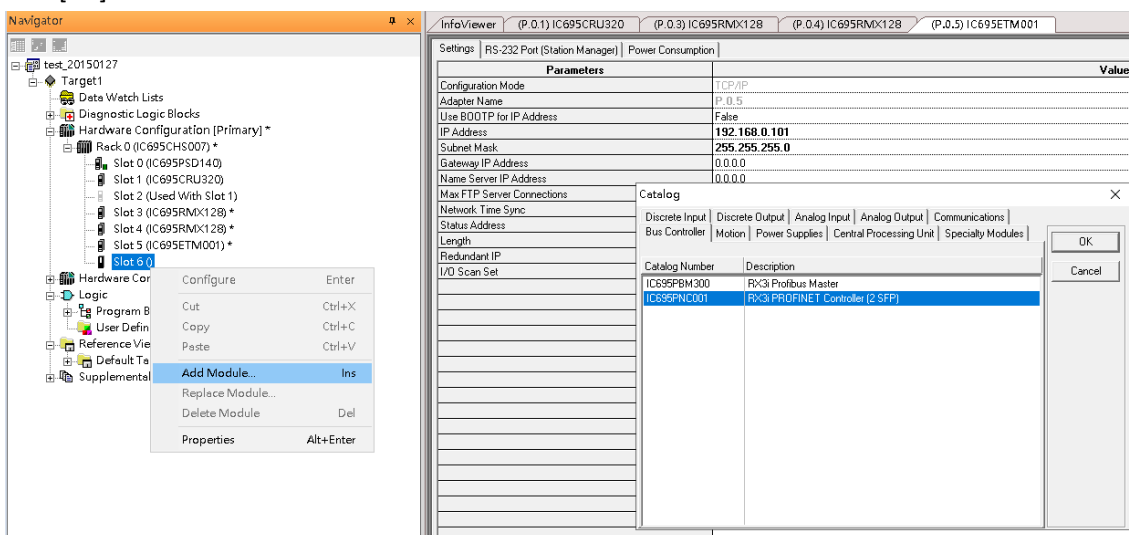 Navigator
test_20150127
Target1
Data Watch Lists
Diagnostic Logic Blocks
Hardware Configuration [Primary] *
Rack 0 (IC695CHS007) *
Slot 0 (IC695PSD140)
Slot 1 (IC695CRU320)
Slot 2 (Used With Slot 1)
Slot 3 (IC695RMX128) *
Slot 4 (IC695RMX128) *
Slot 5 (IC695ETM001) *
Slot 6 ()
Hardware Cor
Logic
Program B
User Defin
Reference Vie
Default Ta
Supplemental
Configure Enter
Cut Ctrl+X
Copy Ctrl+C
Paste Ctrl+V
Add Module... Ins
Replace Module...
Delete Module Del
Properties Alt+Enter
InfoViewer (P.0.1) IC695CRU320 (P.0.3) IC695RMX128 (P.0.4) IC695RMX128 (P.0.5) IC695ETM001
Settings RS-232 Port (Station Manager) Power Consumption
Parameters Value
Configuration Mode TCP/IP
Adapter Name P.0.5
Use BOOTP for IP Address False
IP Address 192.168.0.101
Subnet Mask 255.255.255.0
Gateway IP Address 0.0.0.0
Name Server IP Address 0.0.0.0
Max FTP Server Connections
Network Time Sync
Status Address
Length
Redundant IP
I/O Scan Set
Catalog
Discrete Input Discrete Output Analog Input Analog Output Communications
Bus Controller Motion Power Supplies Central Processing Unit Specialty Modules
OK
Cancel
Catalog Number Description
IC695PBM300 RX3i Profibus Master
IC695PNC001 RX3i PROFINET Controller (2 SFP)